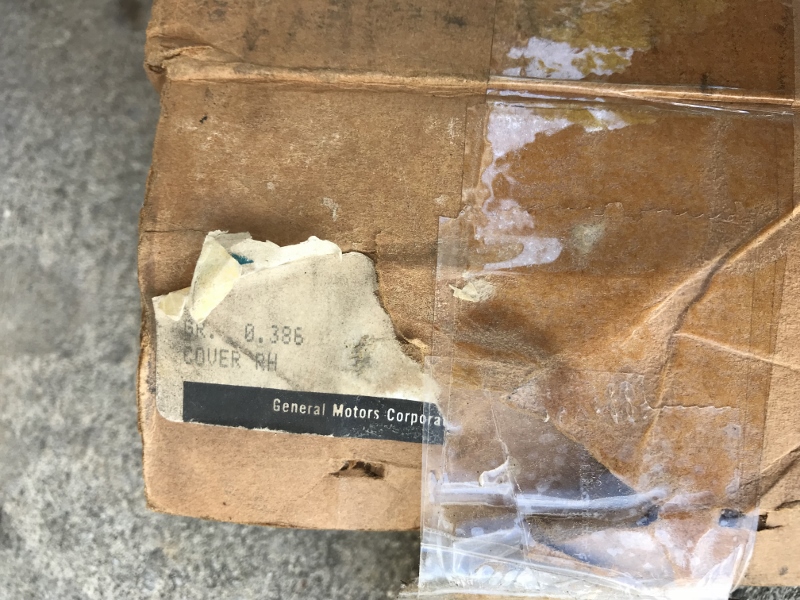 GR. 0.386
COVER RH
General Motors Corpora